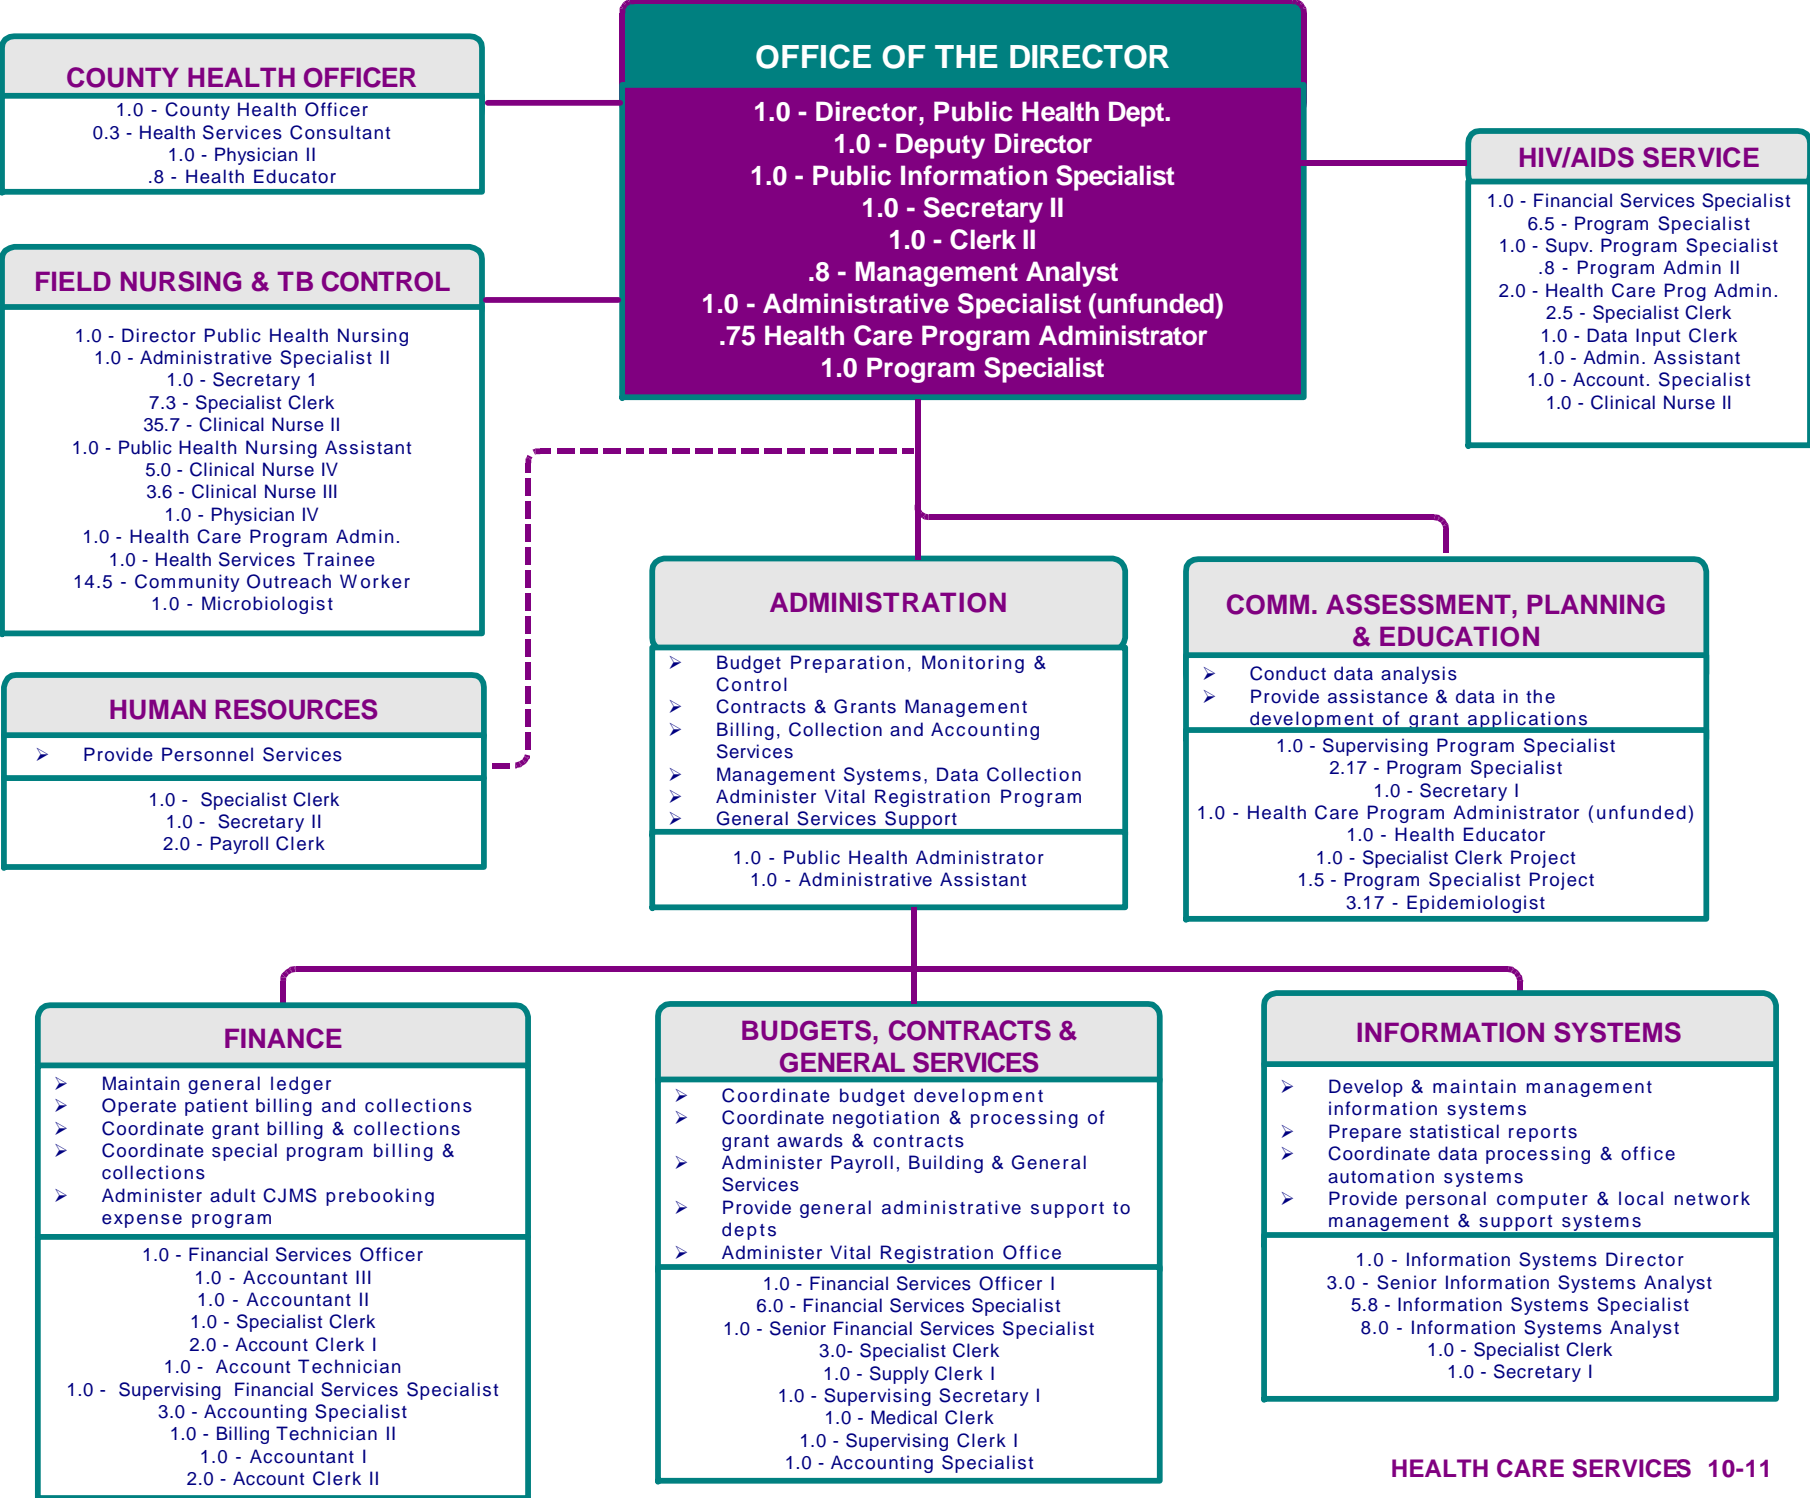 OFFICE OF THE DIRECTOR
1.0 - Director, Public Health Dept.
1.0 - Deputy Director
1.0 - Public Information Specialist
1.0 - Secretary II
1.0 - Clerk II
.8 - Management Analyst
1.0 - Administrative Specialist (unfunded)
.75 Health Care Program Administrator
1.0 Program Specialist
COUNTY HEALTH OFFICER
1.0 - County Health Officer
0.3 - Health Services Consultant
1.0 - Physician II
.8 - Health Educator
HIV/AIDS SERVICE
1.0 - Financial Services Specialist
6.5 - Program Specialist
1.0 - Supv. Program Specialist
.8 - Program Admin II
2.0 - Health Care Prog Admin.
2.5 - Specialist Clerk
1.0 - Data Input Clerk
1.0 - Admin. Assistant
1.0 - Account. Specialist
1.0 - Clinical Nurse II
FIELD NURSING & TB CONTROL
1.0 - Director Public Health Nursing
1.0 - Administrative Specialist II
1.0 - Secretary 1
7.3 - Specialist Clerk
35.7 - Clinical Nurse II
1.0 - Public Health Nursing Assistant
5.0 - Clinical Nurse IV
3.6 - Clinical Nurse III
1.0 - Physician IV
1.0 - Health Care Program Admin.
1.0 - Health Services Trainee
14.5 - Community Outreach Worker
1.0 - Microbiologist
HUMAN RESOURCES
➢ Provide Personnel Services
1.0 - Specialist Clerk
1.0 - Secretary II
2.0 - Payroll Clerk
ADMINISTRATION
➢ Budget Preparation, Monitoring &
Control
➢ Contracts & Grants Management
➢ Billing, Collection and Accounting
Services
➢ Management Systems, Data Collection
➢ Administer Vital Registration Program
➢ General Services Support
1.0 - Public Health Administrator
1.0 - Administrative Assistant
COMM. ASSESSMENT, PLANNING
& EDUCATION
➢ Conduct data analysis
➢ Provide assistance & data in the
development of grant applications
1.0 - Supervising Program Specialist
2.17 - Program Specialist
1.0 - Secretary I
1.0 - Health Care Program Administrator (unfunded)
1.0 - Health Educator
1.0 - Specialist Clerk Project
1.5 - Program Specialist Project
3.17 - Epidemiologist
FINANCE
➢ Maintain general ledger
➢ Operate patient billing and collections
➢ Coordinate grant billing & collections
➢ Coordinate special program billing &
collections
➢ Administer adult CJMS prebooking
expense program
1.0 - Financial Services Officer
1.0 - Accountant III
1.0 - Accountant II
1.0 - Specialist Clerk
2.0 - Account Clerk I
1.0 - Account Technician
1.0 - Supervising Financial Services Specialist
3.0 - Accounting Specialist
1.0 - Billing Technician II
1.0 - Accountant I
2.0 - Account Clerk II
BUDGETS, CONTRACTS &
GENERAL SERVICES
➢ Coordinate budget development
➢ Coordinate negotiation & processing of
grant awards & contracts
➢ Administer Payroll, Building & General
Services
➢ Provide general administrative support to
depts
➢ Administer Vital Registration Office
1.0 - Financial Services Officer I
6.0 - Financial Services Specialist
1.0 - Senior Financial Services Specialist
3.0- Specialist Clerk
1.0 - Supply Clerk I
1.0 - Supervising Secretary I
1.0 - Medical Clerk
1.0 - Supervising Clerk I
1.0 - Accounting Specialist
INFORMATION SYSTEMS
➢ Develop & maintain management
information systems
➢ Prepare statistical reports
➢ Coordinate data processing & office
automation systems
➢ Provide personal computer & local network
management & support systems
1.0 - Information Systems Director
3.0 - Senior Information Systems Analyst
5.8 - Information Systems Specialist
8.0 - Information Systems Analyst
1.0 - Specialist Clerk
1.0 - Secretary I
HEALTH CARE SERVICES 10-11